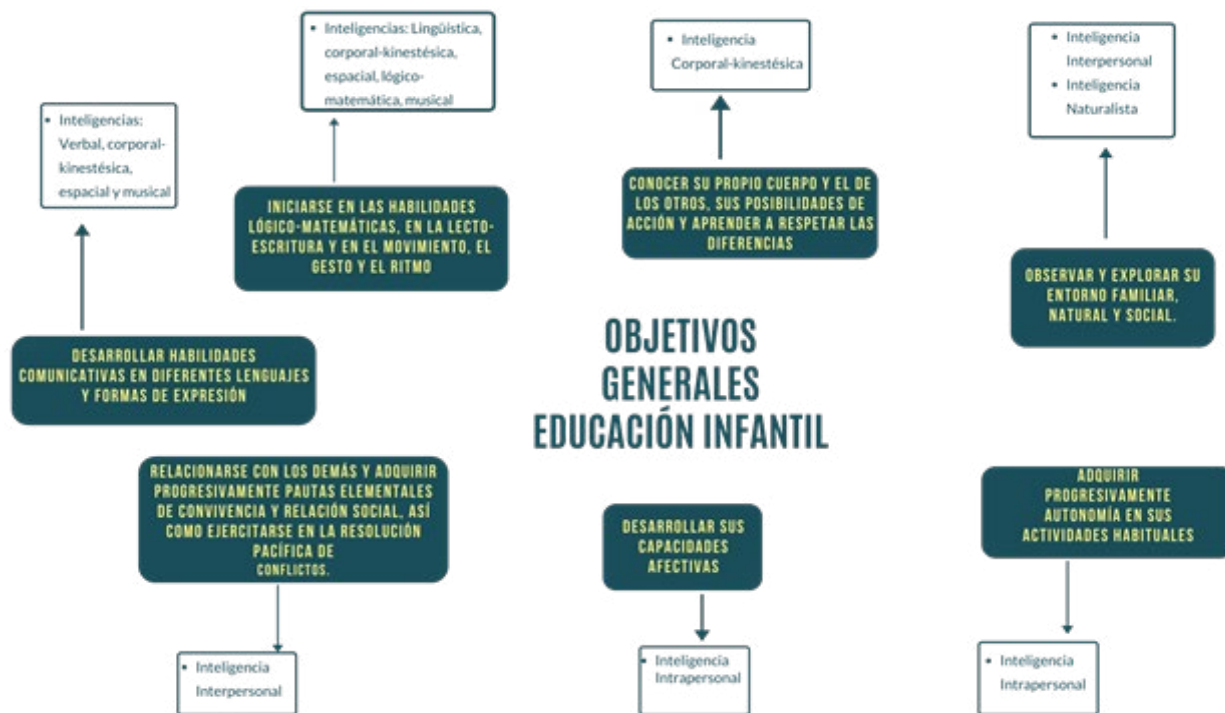 • Inteligencias: Lingüística,
corporal-kinestésica,
espacial, lógico-
matemática, musical
• Inteligencia
Corporal-kinestésica
• Inteligencia
Interpersonal
• Inteligencia
Naturalista
• Inteligencias:
Verbal, corporal-
kinestésica,
espacial y musical
INICIARSE EN LAS HABILIDADES
LÓGICO-MATEMÁTICAS, EN LA LECTO-
ESCRITURA Y EN EL MOVIMIENTO, EL
GESTO Y EL RITMO
CONOCER SU PROPIO CUERPO Y EL DE
LOS OTROS, SUS POSIBILIDADES DE
ACCIÓN Y APRENDER A RESPETAR LAS
DIFERENCIAS
OBSERVAR Y EXPLORAR SU
ENTORNO FAMILIAR,
NATURAL Y SOCIAL.
DESARROLLAR HABILIDADES
COMUNICATIVAS EN DIFERENTES LENGUAJES
Y FORMAS DE EXPRESIÓN
OBJETIVOS
GENERALES
EDUCACIÓN INFANTIL
RELACIONARSE CON LOS DEMÁS Y ADQUIRIR
PROGRESIVAMENTE PAUTAS ELEMENTALES
DE CONVIVENCIA Y RELACIÓN SOCIAL, ASÍ
COMO EJERCITARSE EN LA RESOLUCIÓN
PACÍFICA DE
CONFLICTOS.
DESARROLLAR SUS
CAPACIDADES
AFECTIVAS
ADQUIRIR
PROGRESIVAMENTE
AUTONOMÍA EN SUS
ACTIVIDADES HABITUALES
• Inteligencia
Interpersonal
• Inteligencia
Intrapersonal
• Inteligencia
Intrapersonal